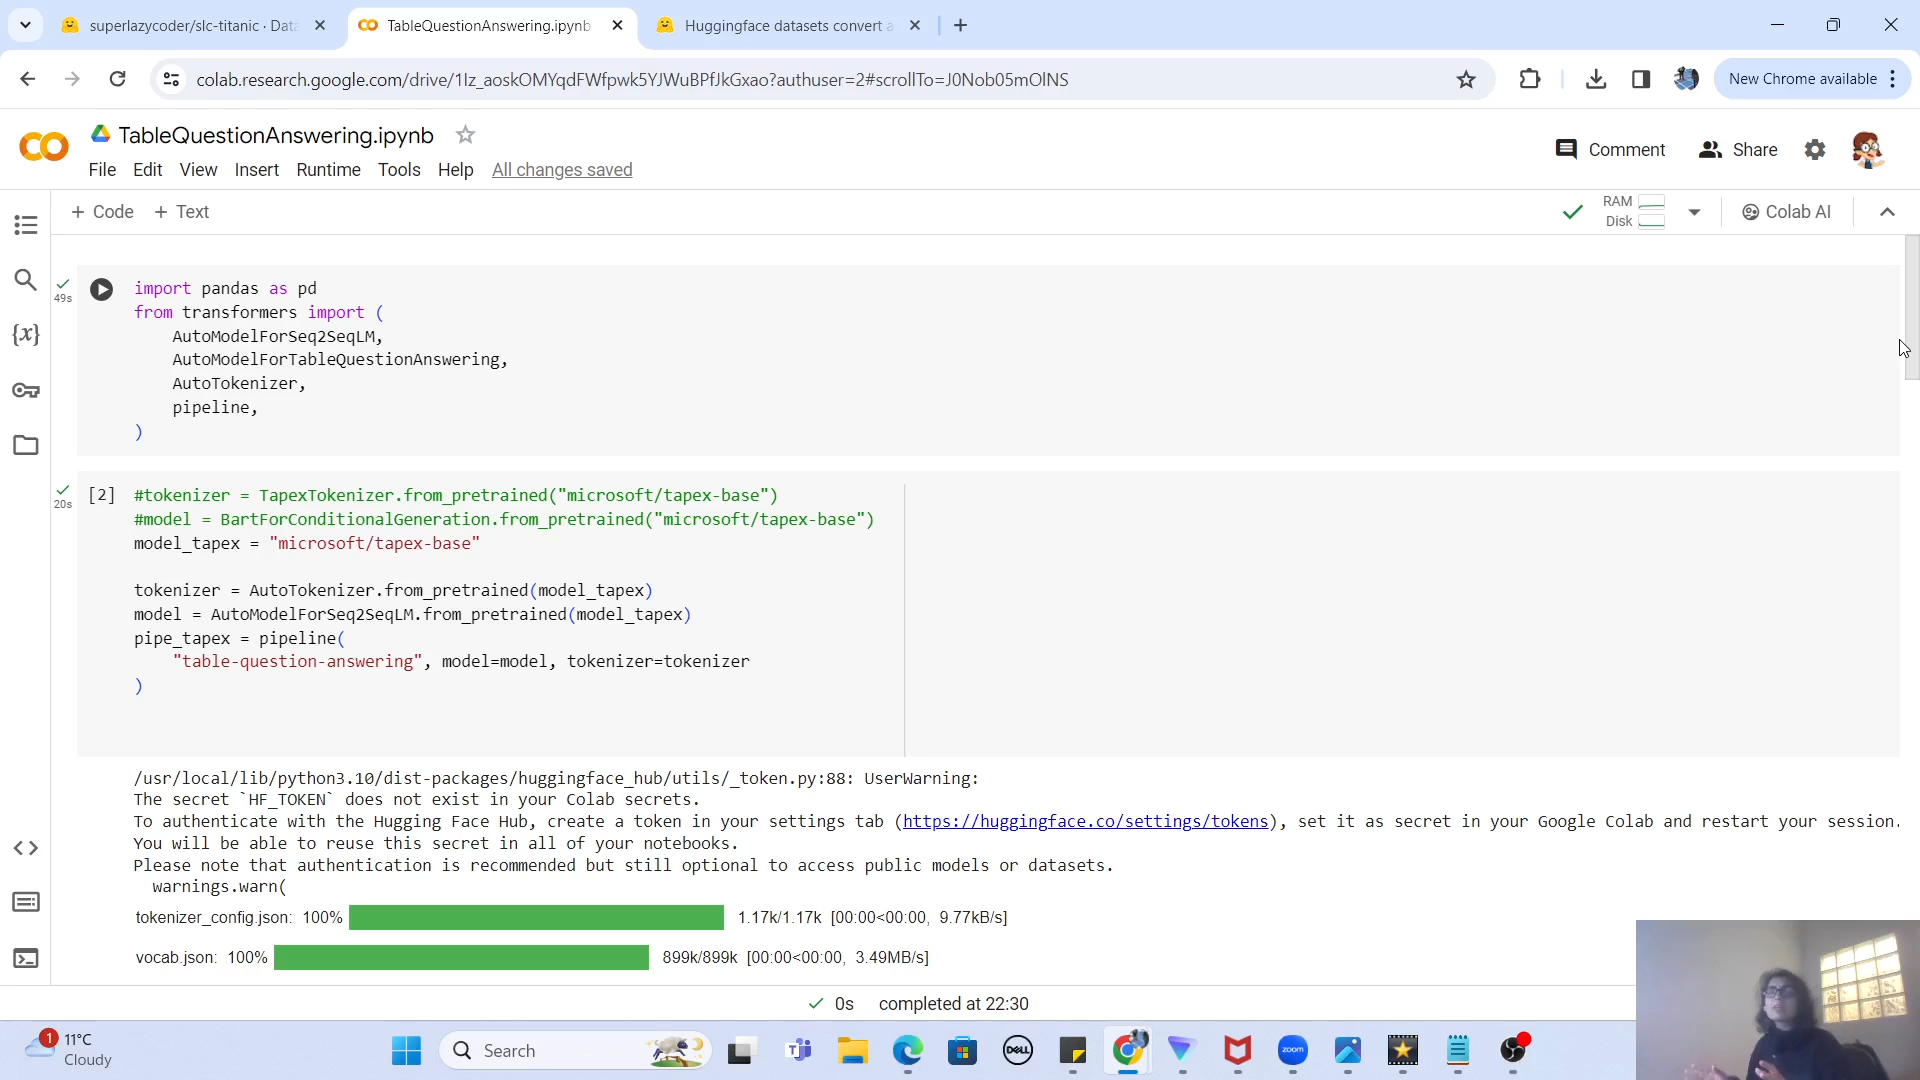 superlazycoder/slc-titanic · Data
TableQuestionAnswering.ipynb
Huggingface datasets convert a
colab.research.google.com/drive/1Iz_aoskOMYqdFWfpwk5YJWuBPfJkGxao?authuser=2#scrollTo=J0Nob05mOlNS
New Chrome available
TableQuestionAnswering.ipynb
Comment
Share
File Edit View Insert Runtime Tools Help All changes saved
+ Code + Text
RAM
Disk
Colab AI
49s
import pandas as pd
from transformers import (
AutoModelForSeq2SeqLM,
AutoModelForTableQuestionAnswering,
AutoTokenizer,
pipeline,
)
20s
[2]
#tokenizer = TapexTokenizer.from_pretrained("microsoft/tapex-base")
#model = BartForConditionalGeneration.from_pretrained("microsoft/tapex-base")
model_tapex = "microsoft/tapex-base"
tokenizer = AutoTokenizer.from_pretrained(model_tapex)
model = AutoModelForSeq2SeqLM.from_pretrained(model_tapex)
pipe_tapex = pipeline(
"table-question-answering", model=model, tokenizer=tokenizer
)
/usr/local/lib/python3.10/dist-packages/huggingface_hub/utils/_token.py:88: UserWarning:
The secret `HF_TOKEN` does not exist in your Colab secrets.
To authenticate with the Hugging Face Hub, create a token in your settings tab (https://huggingface.co/settings/tokens), set it as secret in your Google Colab and restart your session.
You will be able to reuse this secret in all of your notebooks.
Please note that authentication is recommended but still optional to access public models or datasets.
warnings.warn(
tokenizer_config.json: 100% 1.17k/1.17k [00:00<00:00, 9.77kB/s]
vocab.json: 100% 899k/899k [00:00<00:00, 3.49MB/s]
0s completed at 22:30
1
11°C
Cloudy
Search
DELL
zoom